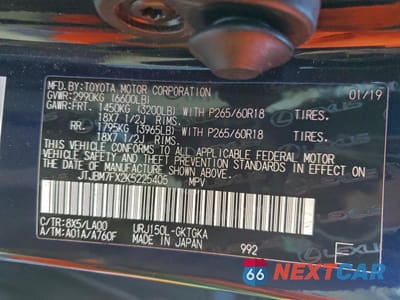 MFD.BY:TOYOTA MOTOR CORPORATION 01/19
GVWR:2990KG (6600LB)
GAWR:FRT. 1450KG (3200LB) WITH P265/60R18 TIRES.
18X7 1/2J RIMS.
RR. 1795KG (3965LB) WITH P265/60R18 TIRES.
18X7 1/2J RIMS.
THIS VEHICLE CONFORMS TO ALL APPLICABLE
FEDERAL MOTOR VEHICLE SAFETY, BUMPER, AND
THEFT PREVENTION STANDARDS IN EFFECT ON
THE DATE OF MANUFACTURE SHOWN ABOVE.
JTJBM7FX2K5225405 MPV
C/TR:8X5/LA00 URJ150L-GKTGKA
A/TM:A01A/A760F MADE IN JAPAN 992
LEXUS
66 NEXTCAR